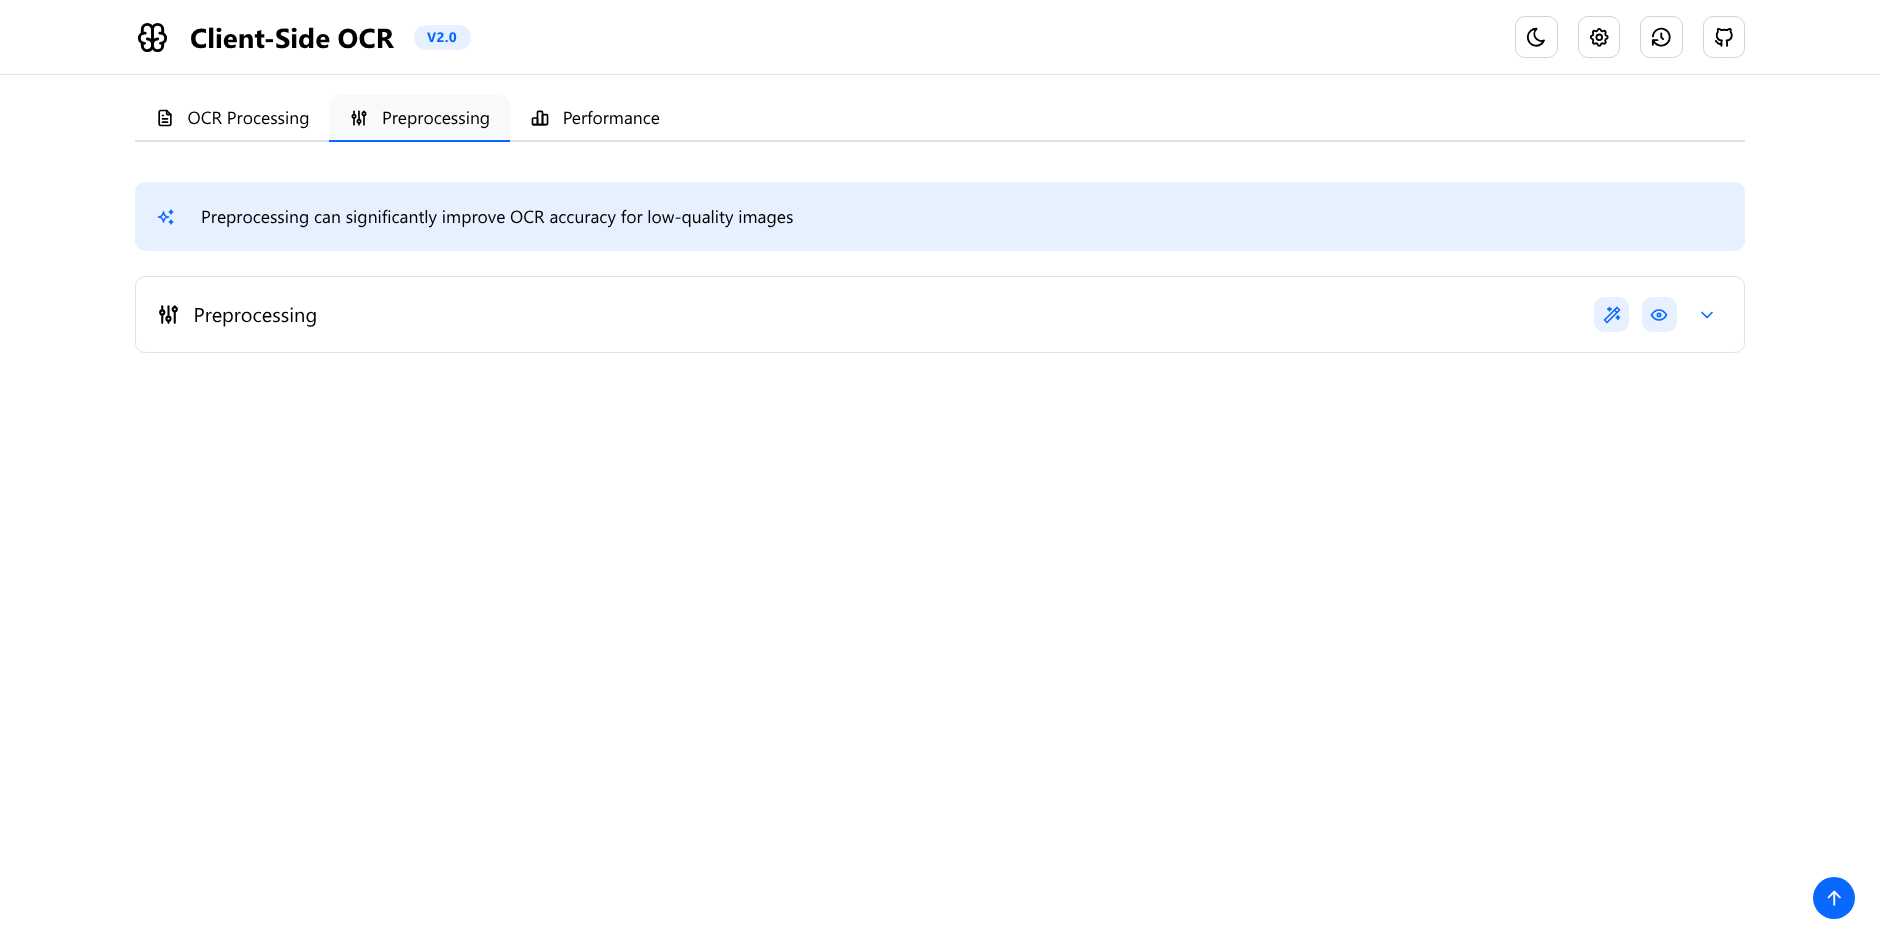 Client-Side OCR V2.0
OCR Processing Preprocessing Performance
Preprocessing can significantly improve OCR accuracy for low-quality images
Preprocessing